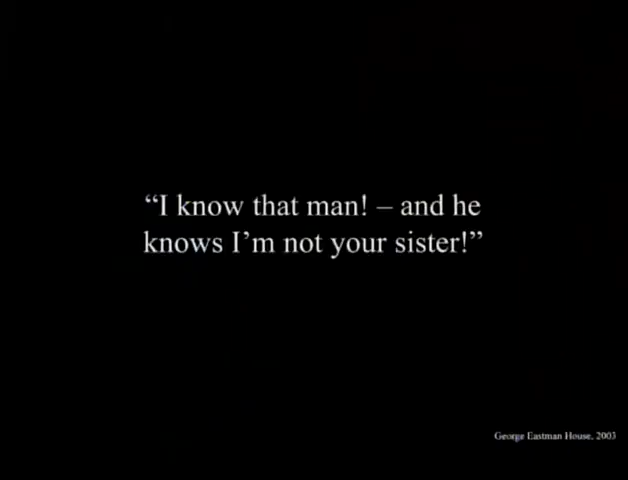 “I know that man! – and he
knows I’m not your sister!”
George Eastman House, 2003